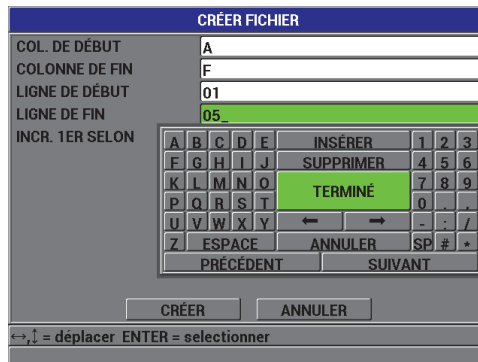 CRÉER FICHIER
COL. DE DÉBUT A
COLONNE DE FIN F
LIGNE DE DÉBUT 01
LIGNE DE FIN 05_
INCR. 1ER SELON
A B C D E INSÉRER 1 2 3
F G H I J SUPPRIMER 4 5 6
K L M N O TERMINÉ 7 8 9
P Q R S T 0 . ,
U V W X Y ← → - : /
Z ESPACE ANNULER SP # *
PRÉCÉDENT SUIVANT
CRÉER ANNULER
↔,↕ = déplacer ENTER = selectionner